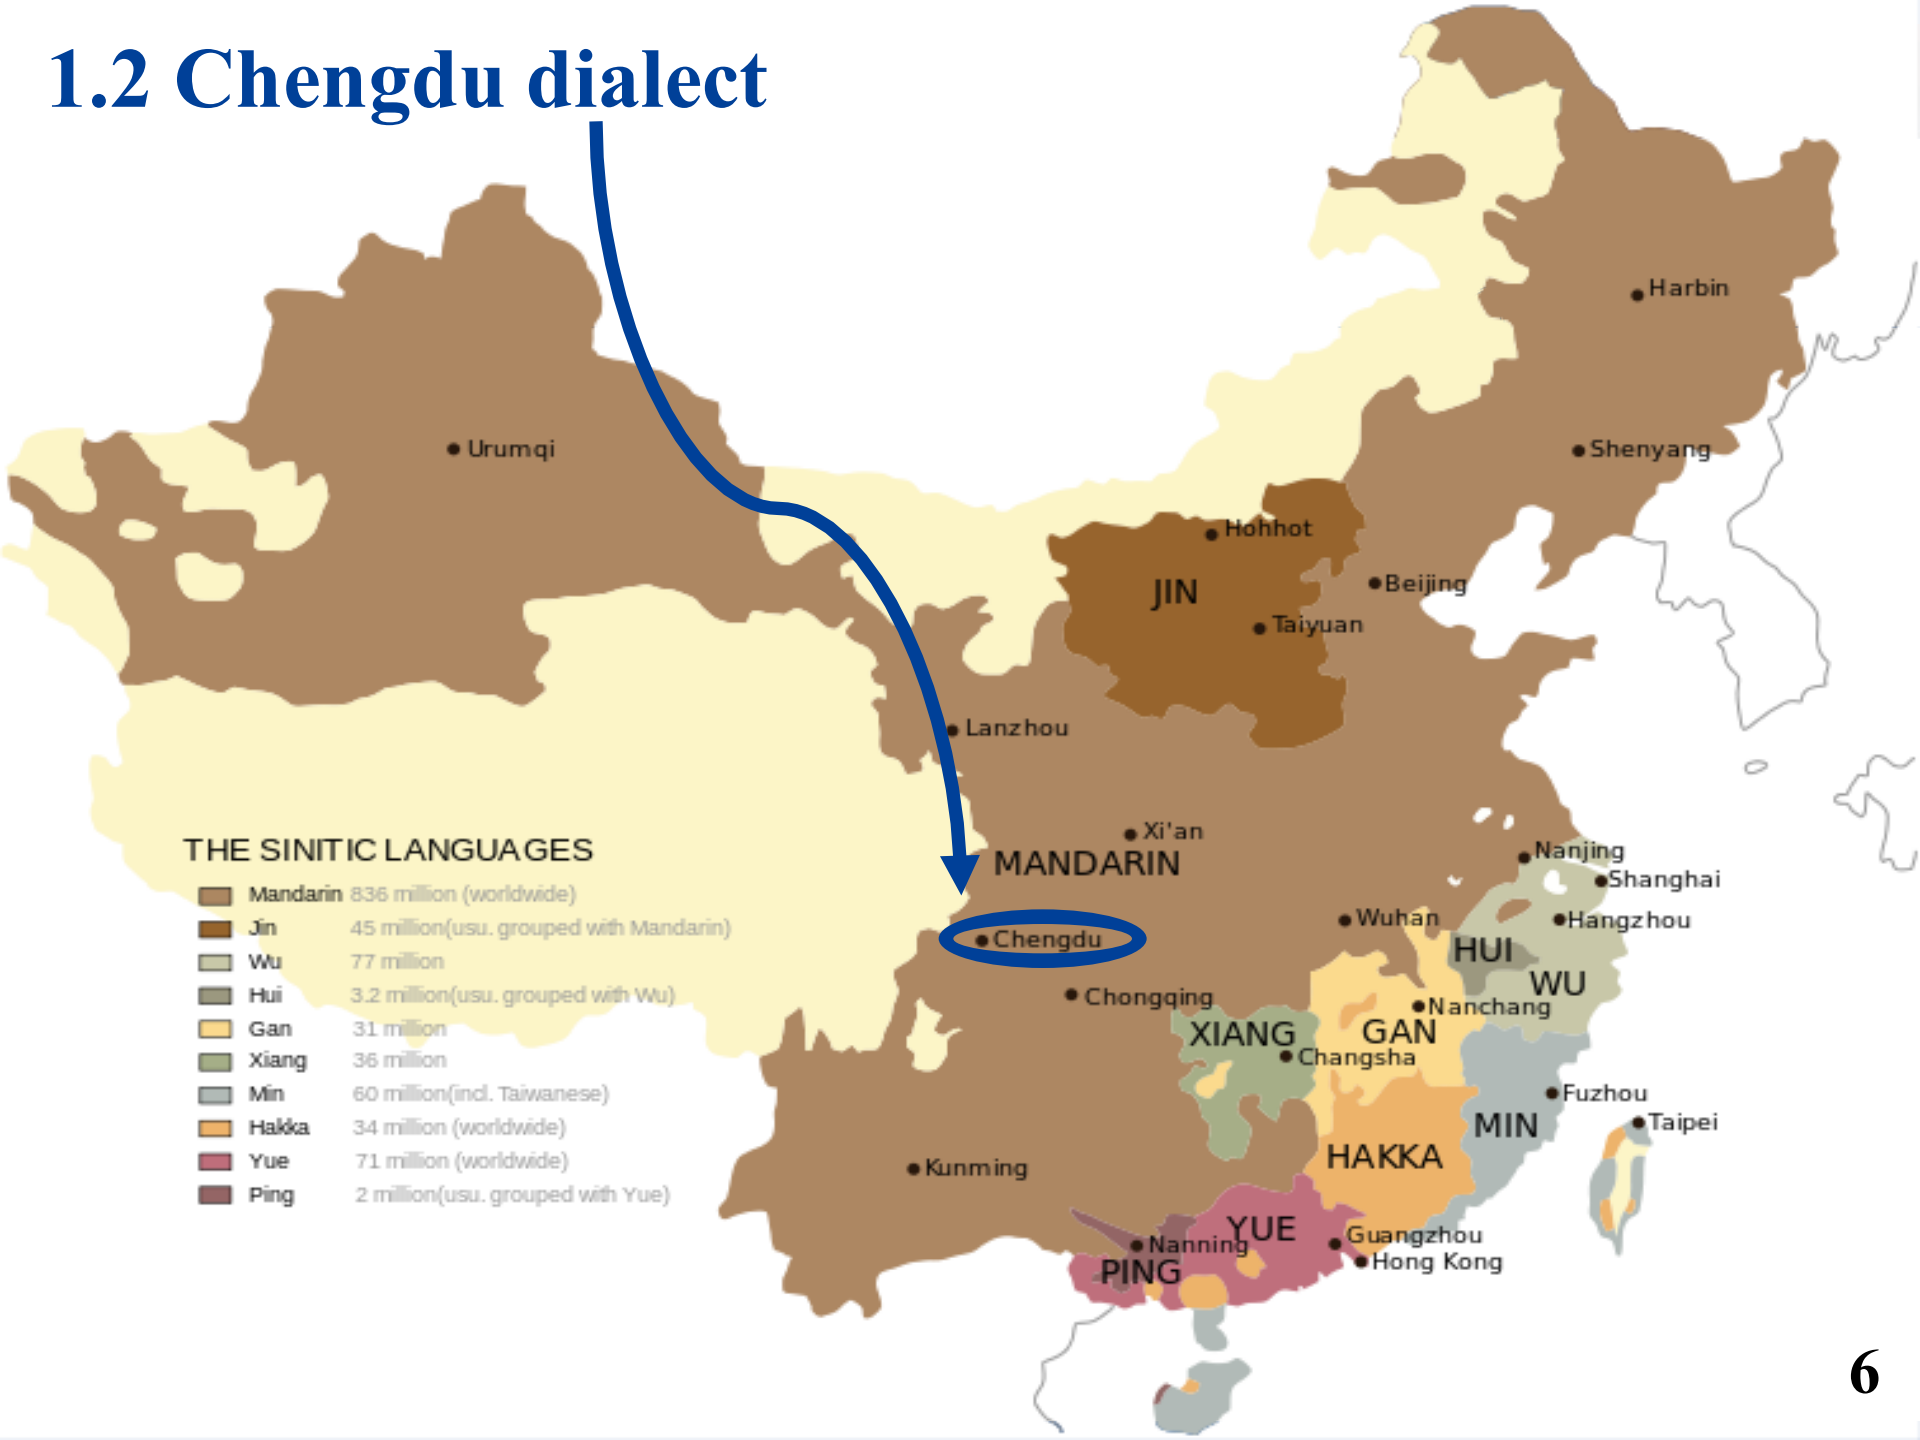 1.2 Chengdu dialect
Harbin
Urumqi
Shenyang
Hohhot
Beijing
JIN
Taiyuan
Lanzhou
Xi'an
MANDARIN
Nanjing
Shanghai
Wuhan
Hangzhou
Chengdu
HUI
WU
Chongqing
Nanchang
XIANG
GAN
Changsha
Fuzhou
Taipei
MIN
HAKKA
Kunming
YUE
Guangzhou
Nanning
Hong Kong
PING
THE SINITIC LANGUAGES
Mandarin 836 million (worldwide)
Jin 45 million(usu. grouped with Mandarin)
Wu 77 million
Hui 3.2 million(usu. grouped with Wu)
Gan 31 million
Xiang 36 million
Min 60 million(incl. Taiwanese)
Hakka 34 million (worldwide)
Yue 71 million (worldwide)
Ping 2 million(usu. grouped with Yue)
6